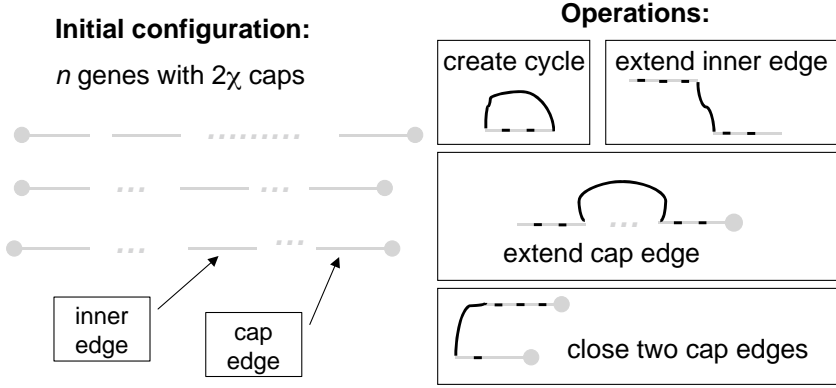 Initial configuration:
n genes with 2χ caps
inner
edge
cap
edge
Operations:
create cycle
extend inner edge
extend cap edge
close two cap edges